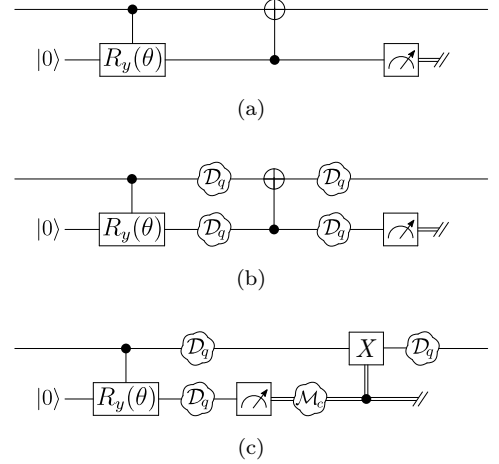 |0⟩ R_y(θ)
(a)
𝒟_q 𝒟_q
|0⟩ R_y(θ) 𝒟_q 𝒟_q
(b)
𝒟_q X 𝒟_q
|0⟩ R_y(θ) 𝒟_q ℳ_c
(c)